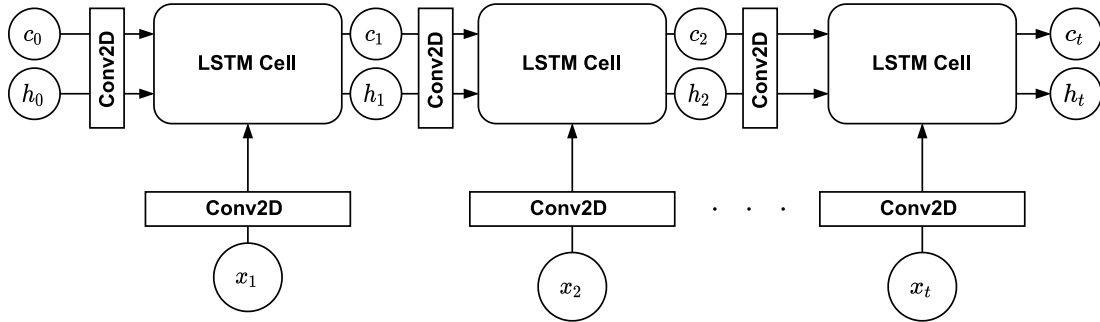 c₀ Conv2D LSTM Cell c₁ Conv2D LSTM Cell c₂ Conv2D LSTM Cell cₜ
h₀ h₁ h₂ hₜ
Conv2D Conv2D . . . Conv2D
x₁ x₂ xₜ